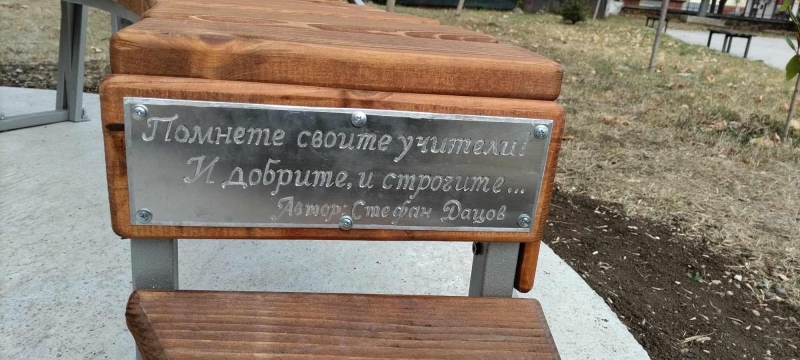 Помнете своите учители!
И добрите, и строгите...
Автор: Стефан Дацов